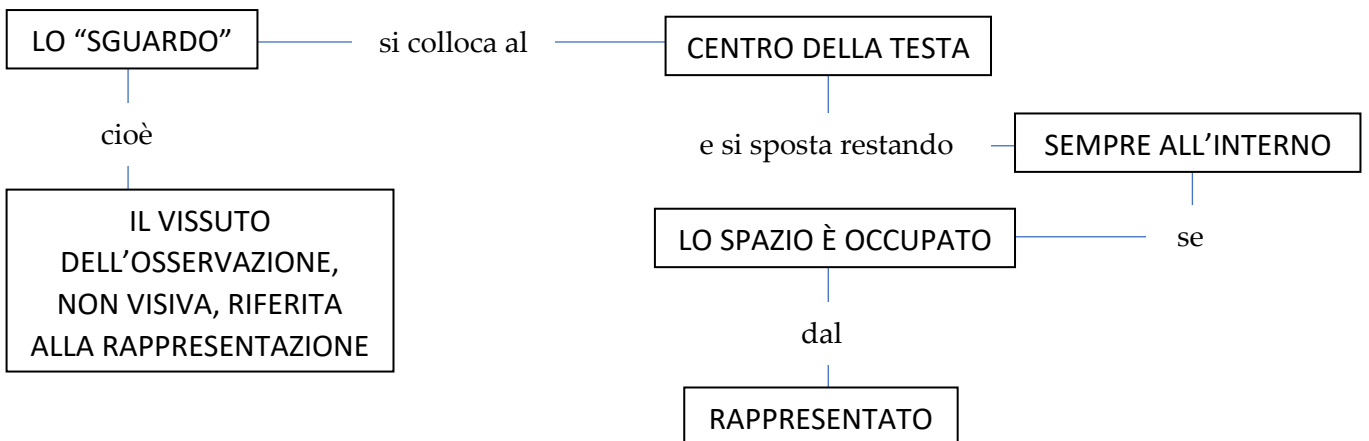 LO “SGUARDO”
si colloca al
CENTRO DELLA TESTA
cioè
e si sposta restando
SEMPRE ALL’INTERNO
IL VISSUTO
DELL’OSSERVAZIONE,
NON VISIVA, RIFERITA
ALLA RAPPRESENTAZIONE
LO SPAZIO È OCCUPATO
se
dal
RAPPRESENTATO